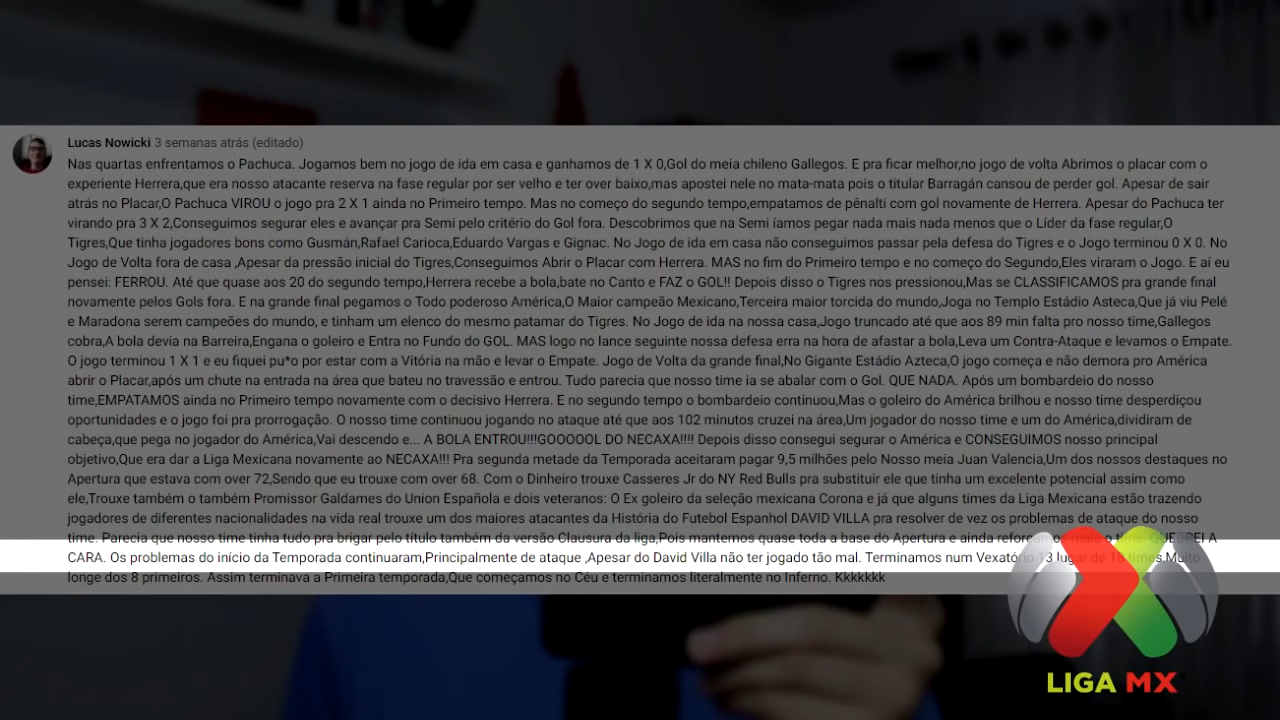 Lucas Nowicki 3 semanas atrás (editado)
Nas quartas enfrentamos o Pachuca. Jogamos bem no jogo de ida em casa e ganhamos de 1 X 0,Gol do meia chileno Gallegos. E pra ficar melhor,no jogo de volta Abrimos o placar com o
experiente Herrera,que era nosso atacante reserva na fase regular por ser velho e ter over baixo,mas apostei nele no mata-mata pois o titular Barragán cansou de perder gol. Apesar de sair
atrás no Placar,O Pachuca VIROU o jogo pra 2 X 1 ainda no Primeiro tempo. Mas no começo do segundo tempo,empatamos de pênalti com gol novamente de Herrera. Apesar do Pachuca ter
virando pra 3 X 2,Conseguimos segurar eles e avançar pra Semi pelo critério do Gol fora. Descobrimos que na Semi íamos pegar nada mais nada menos que o Líder da fase regular,O
Tigres,Que tinha jogadores bons como Gusmán,Rafael Carioca,Eduardo Vargas e Gignac. No Jogo de ida em casa não conseguimos passar pela defesa do Tigres e o Jogo terminou 0 X 0. No
Jogo de Volta fora de casa ,Apesar da pressão inicial do Tigres,Conseguimos Abrir o Placar com Herrera. MAS no fim do Primeiro tempo e no começo do Segundo,Eles viraram o Jogo. E aí eu
pensei: FERROU. Até que quase aos 20 do segundo tempo,Herrera recebe a bola,bate no Canto e FAZ o GOL!! Depois disso o Tigres nos pressionou,Mas se CLASSIFICAMOS pra grande final
novamente pelos Gols fora. E na grande final pegamos o Todo poderoso América,O Maior campeão Mexicano,Terceira maior torcida do mundo,Joga no Templo Estádio Asteca,Que já viu Pelé
e Maradona serem campeões do mundo, e tinham um elenco do mesmo patamar do Tigres. No Jogo de ida na nossa casa,Jogo truncado até que aos 89 min falta pro nosso time,Gallegos
cobra,A bola devia na Barreira,Engana o goleiro e Entra no Fundo do GOL. MAS logo no lance seguinte nossa defesa erra na hora de afastar a bola,Leva um Contra-Ataque e levamos o Empate.
O jogo terminou 1 X 1 e eu fiquei pu*o por estar com a Vitória na mão e levar o Empate. Jogo de Volta da grande final,No Gigante Estádio Azteca,O jogo começa e não demora pro América
abrir o Placar,após um chute na entrada na área que bateu no travessão e entrou. Tudo parecia que nosso time ia se abalar com o Gol. QUE NADA. Após um bombardeio do nosso
time,EMPATAMOS ainda no Primeiro tempo novamente com o decisivo Herrera. E no segundo tempo o bombardeio continuou,Mas o goleiro do América brilhou e nosso time desperdiçou
oportunidades e o jogo foi pra prorrogação. O nosso time continuou jogando no ataque até que aos 102 minutos cruzei na área,Um jogador do nosso time e um do América,dividiram de
cabeça,que pega no jogador do América,Vai descendo e... A BOLA ENTROU!!!GOOOOOL DO NECAXA!!!! Depois disso consegui segurar o América e CONSEGUIMOS nosso principal
objetivo,Que era dar a Liga Mexicana novamente ao NECAXA!!! Pra segunda metade da Temporada aceitaram pagar 9,5 milhões pelo Nosso meia Juan Valencia,Um dos nossos destaques no
Apertura que estava com over 72,Sendo que eu trouxe com over 68. Com o Dinheiro trouxe Casseres Jr do NY Red Bulls pra substituir ele que tinha um excelente potencial assim como
ele,Trouxe também o também Promissor Galdames do Union Española e dois veteranos: O Ex goleiro da seleção mexicana Corona e já que alguns times da Liga Mexicana estão trazendo
jogadores de diferentes nacionalidades na vida real trouxe um dos maiores atacantes da História do Futebol Espanhol DAVID VILLA pra resolver de vez os problemas de ataque do nosso
time. Parecia que nosso time tinha tudo pra brigar pelo título também da versão Clausura da liga,Pois mantemos quase toda a base do Apertura e ainda reforçamos mais o time. QUEBREI A
CARA. Os problemas do início da Temporada continuaram,Principalmente de ataque ,Apesar do David Villa não ter jogado tão mal. Terminamos num Vexatório 13 lugar de 18 times,Muito
longe dos 8 primeiros. Assim terminava a Primeira temporada,Que começamos no Céu e terminamos literalmente no Inferno. Kkkkkkk
LIGA MX